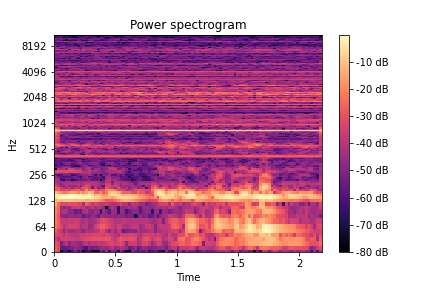 Power spectrogram
8192
4096
2048
1024
512
256
128
64
0
Hz
0
0.5
1
1.5
2
Time
-10 dB
-20 dB
-30 dB
-40 dB
-50 dB
-60 dB
-70 dB
-80 dB